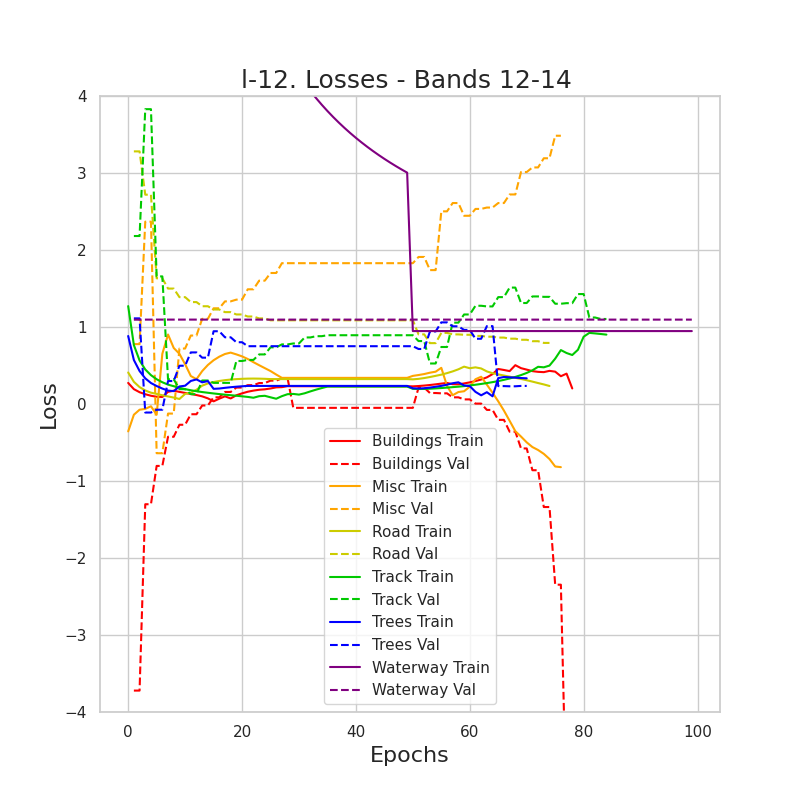 l-12. Losses - Bands 12-14
4
3
2
1
0
−1
−2
−3
−4
Loss
Buildings Train
Buildings Val
Misc Train
Misc Val
Road Train
Road Val
Track Train
Track Val
Trees Train
Trees Val
Waterway Train
Waterway Val
0 20 40 60 80 100
Epochs